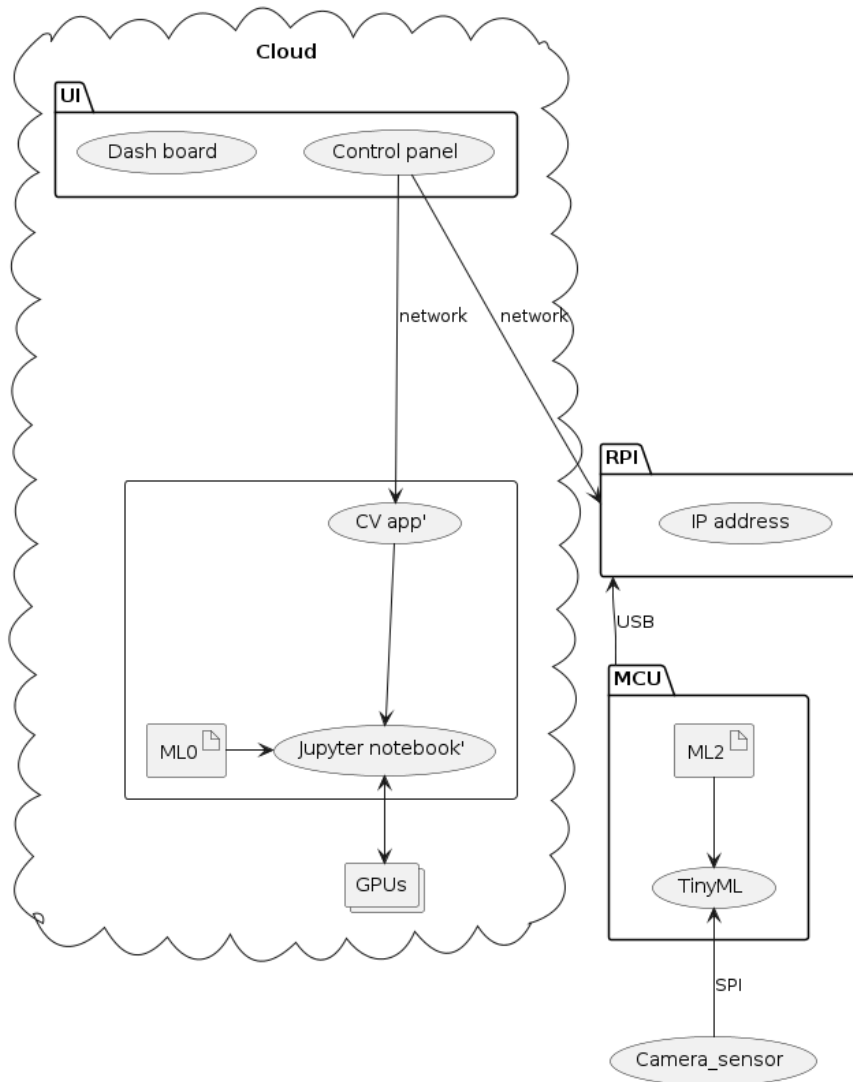 Cloud
UI
Dash board
Control panel
network
network
RPI
CV app'
IP address
USB
MCU
ML0
Jupyter notebook'
ML2
GPUs
TinyML
SPI
Camera_sensor